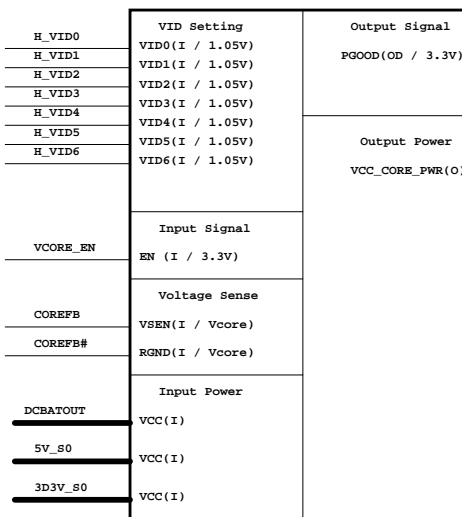 H_VID0
H_VID1
H_VID2
H_VID3
H_VID4
H_VID5
H_VID6
VCORE_EN
COREFB
COREFB#
DCBATOUT
5V_S0
3D3V_S0
VID Setting
VID0(I / 1.05V)
VID1(I / 1.05V)
VID2(I / 1.05V)
VID3(I / 1.05V)
VID4(I / 1.05V)
VID5(I / 1.05V)
VID6(I / 1.05V)
Input Signal
EN (I / 3.3V)
Voltage Sense
VSEN(I / Vcore)
RGND(I / Vcore)
Input Power
VCC(I)
VCC(I)
VCC(I)
Output Signal
PGOOD(OD / 3.3V)
Output Power
VCC_CORE_PWR(O)